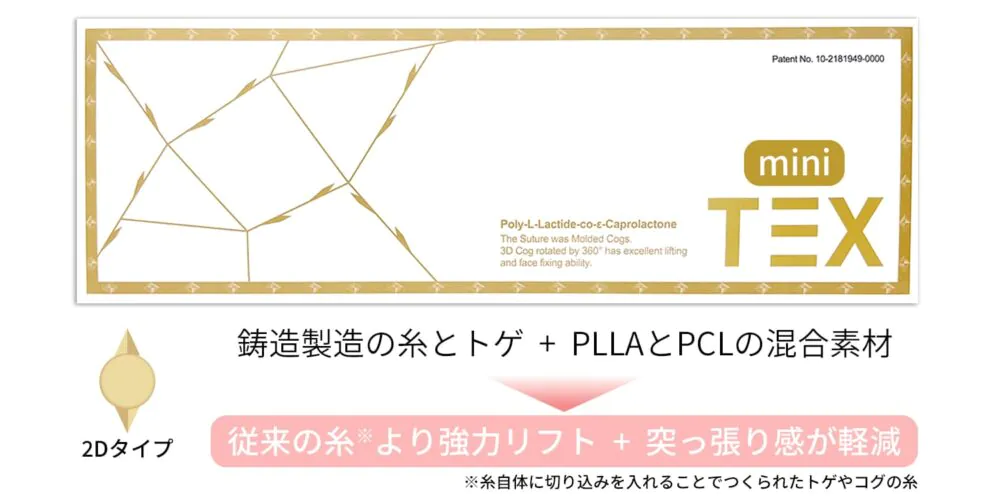 Patent No. 10-2181949-0000
mini
TEX
Poly-L-Lactide-co-ε-Caprolactone
The Suture was Molded Cogs.
3D Cog rotated by 360° has excellent lifting
and face fixing ability.
鋳造製造の糸とトゲ + PLLAとPCLの混合素材
2Dタイプ
従来の糸※より強力リフト + 突っ張り感が軽減
※糸自体に切り込みを入れることでつくられたトゲやコグの糸